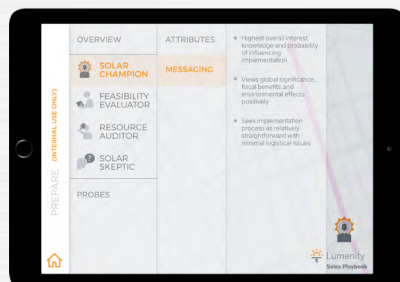 PREPARE (INTERNAL USE ONLY)
OVERVIEW
SOLAR
CHAMPION
FEASIBILITY
EVALUATOR
RESOURCE
AUDITOR
SOLAR
SKEPTIC
PROBES
ATTRIBUTES
MESSAGING
Highest overall interest,
knowledge and probability
of influencing
implementation
Views global significance,
fiscal benefits and
environmental effects
positively
Sees implementation
process as relatively
straightforward with
minimal logistical issues
Lumenity
Sales Playbook